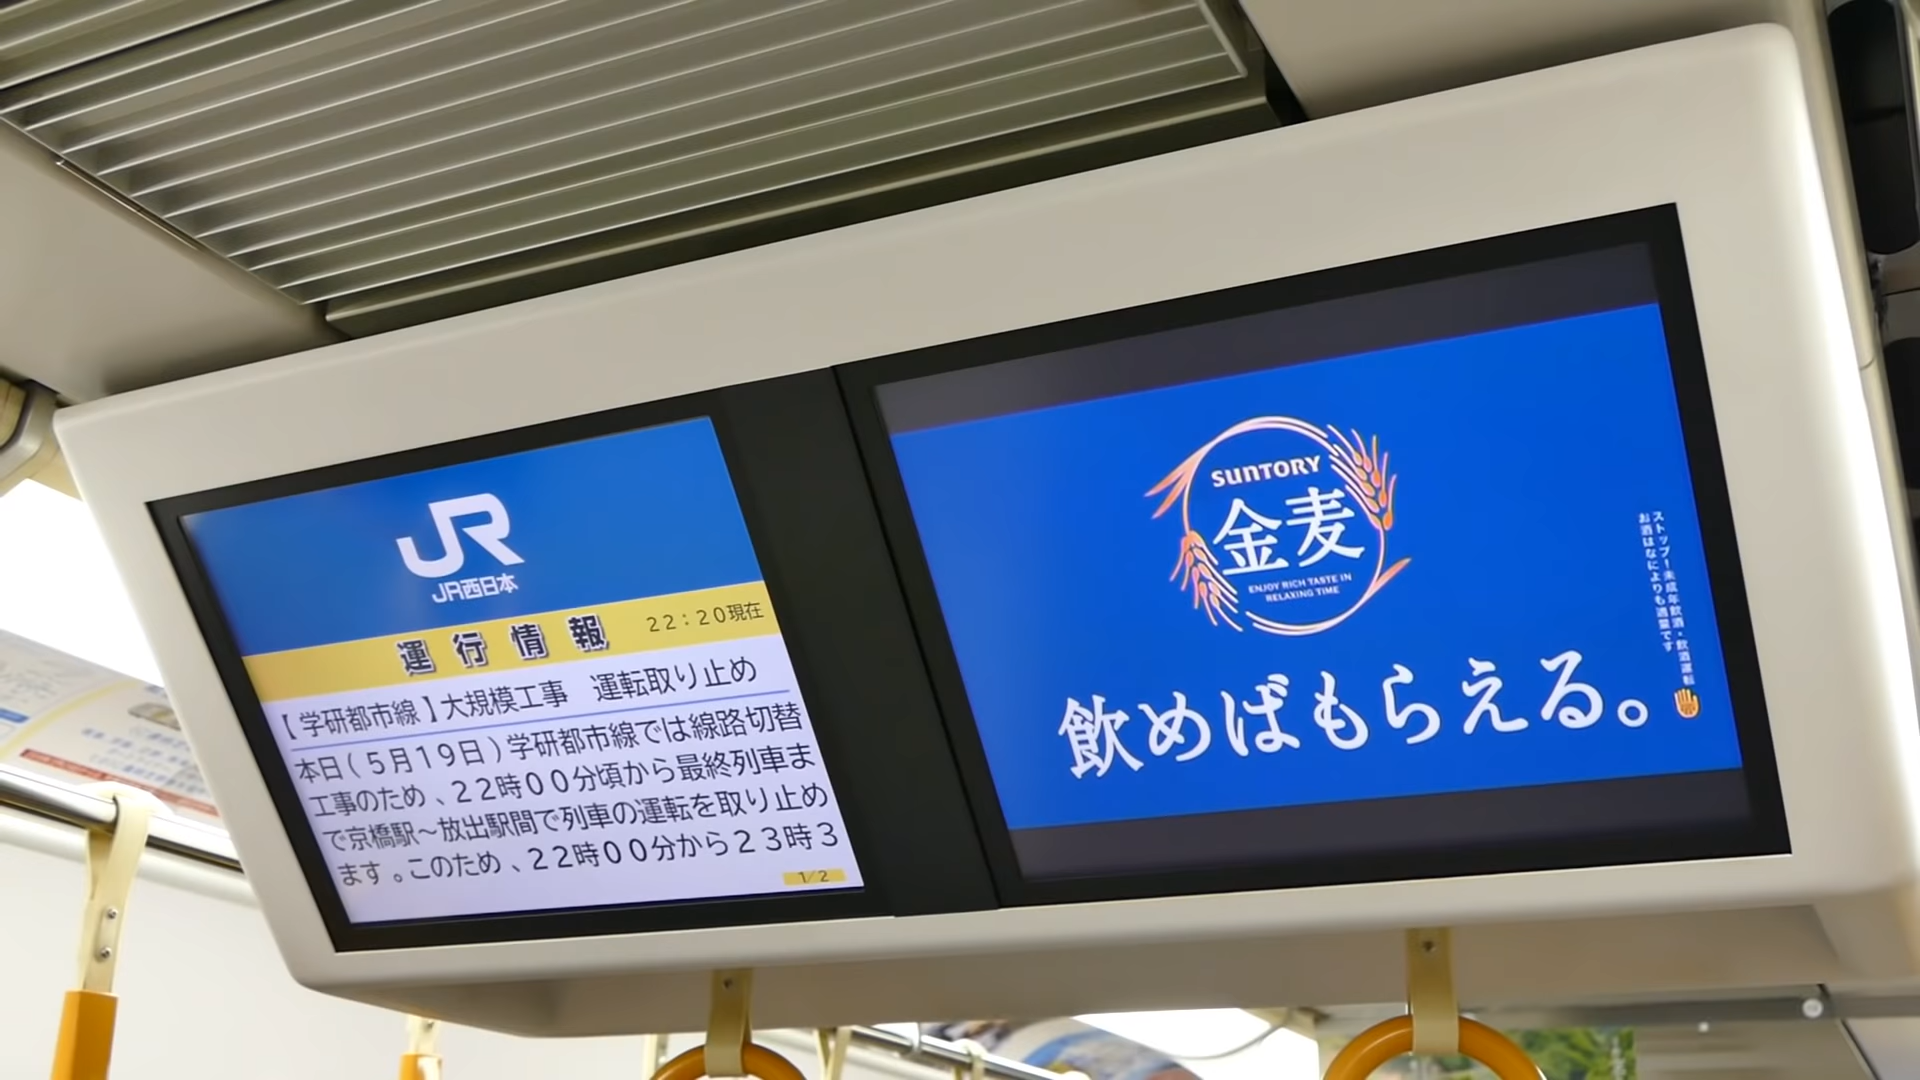 JR
JR西日本
運行情報 22:20現在
【学研都市線】大規模工事 運転取り止め
本日(5月19日)学研都市線では線路切替
工事のため、22時00分頃から最終列車ま
で京橋駅～放出駅間で列車の運転を取り止め
ます。このため、22時00分から23時3
1/2
SUNTORY
金麦
ENJOY RICH TASTE IN
RELAXING TIME
飲めばもらえる。
ストップ!未成年飲酒・飲酒運転
お酒はなによりも適量です